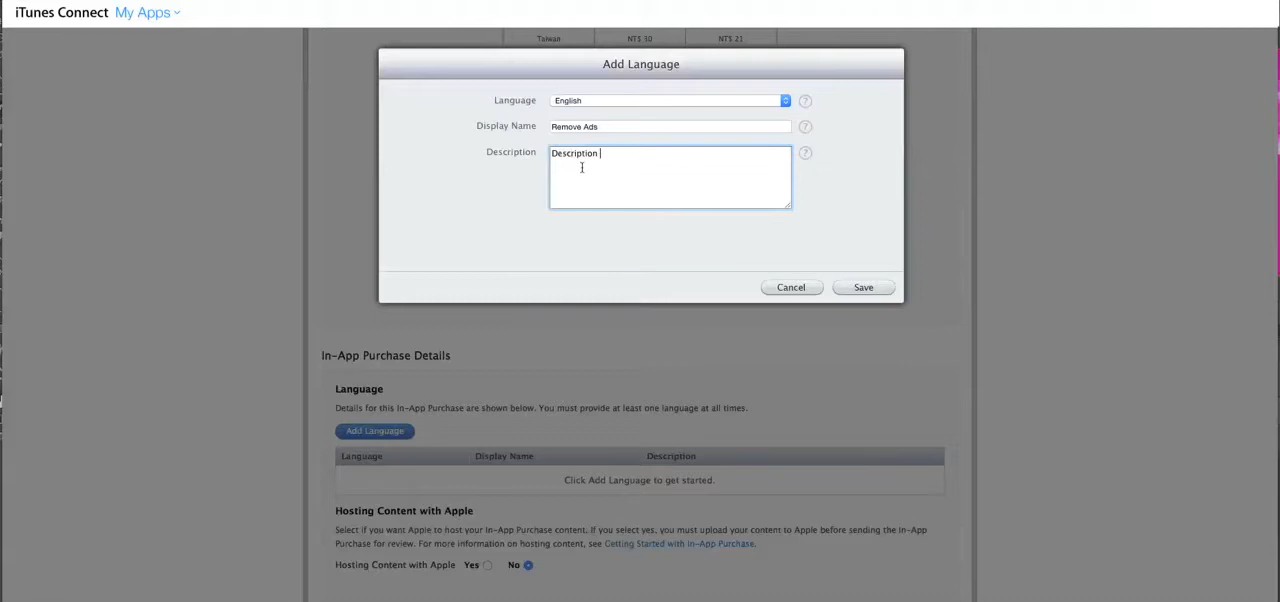 iTunes Connect My Apps
Taiwan NT$ 30 NT$ 21
Add Language
Language English ?
Display Name Remove Ads ?
Description Description ?
Cancel Save
In-App Purchase Details
Language
Details for this In-App Purchase are shown below. You must provide at least one language at all times.
Add Language
Language Display Name Description
Click Add Language to get started.
Hosting Content with Apple
Select if you want Apple to host your In-App Purchase content. If you select yes, you must upload your content to Apple before sending the In-App
Purchase for review. For more information on hosting content, see Getting Started with In-App Purchase.
Hosting Content with Apple Yes No